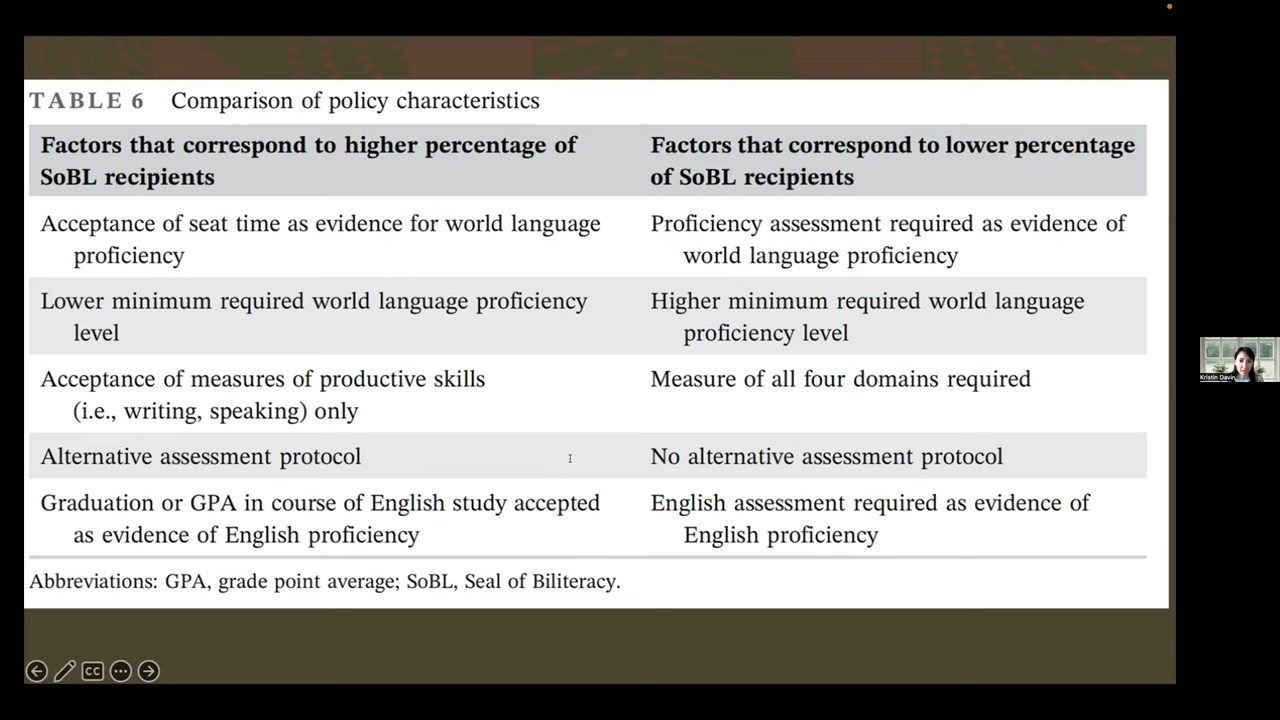 TABLE 6 Comparison of policy characteristics
Factors that correspond to higher percentage of
SoBL recipients
Factors that correspond to lower percentage
of SoBL recipients
Acceptance of seat time as evidence for world language
proficiency
Proficiency assessment required as evidence of
world language proficiency
Lower minimum required world language proficiency
level
Higher minimum required world language
proficiency level
Acceptance of measures of productive skills
(i.e., writing, speaking) only
Measure of all four domains required
Alternative assessment protocol
No alternative assessment protocol
Graduation or GPA in course of English study accepted
as evidence of English proficiency
English assessment required as evidence of
English proficiency
Abbreviations: GPA, grade point average; SoBL, Seal of Biliteracy.
CC
Kristin Davin